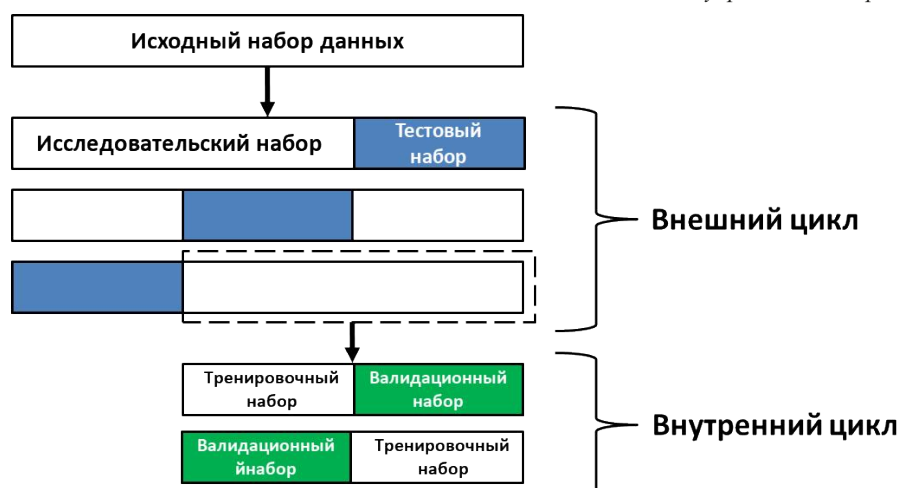 Исходный набор данных
Исследовательский набор
Тестовый
набор
Внешний цикл
Тренировочный
набор
Валидационный
набор
Валидационный
йнабор
Тренировочный
набор
Внутренний цикл